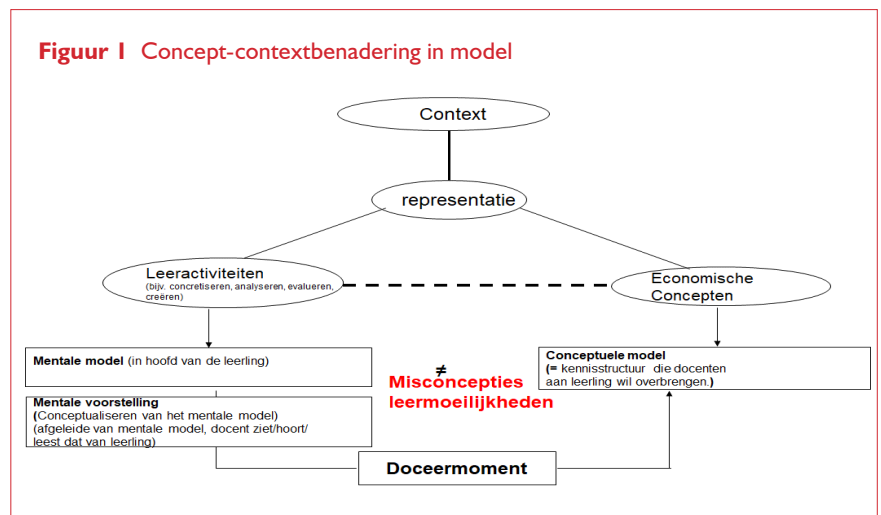 Figuur 1 Concept-contextbenadering in model
Context
representatie
Leeractiviteiten
(bijv. concretiseren, analyseren, evalueren,
creëren)
Economische
Concepten
Mentale model (in hoofd van de leerling)
≠
Misconcepties
leermoeilijkheden
Conceptuele model
(= kennisstructuur die docenten
aan leerling wil overbrengen.)
Mentale voorstelling
(Conceptualiseren van het mentale model)
(afgeleide van mentale model, docent ziet/hoort/
leest dat van leerling)
Doceermoment